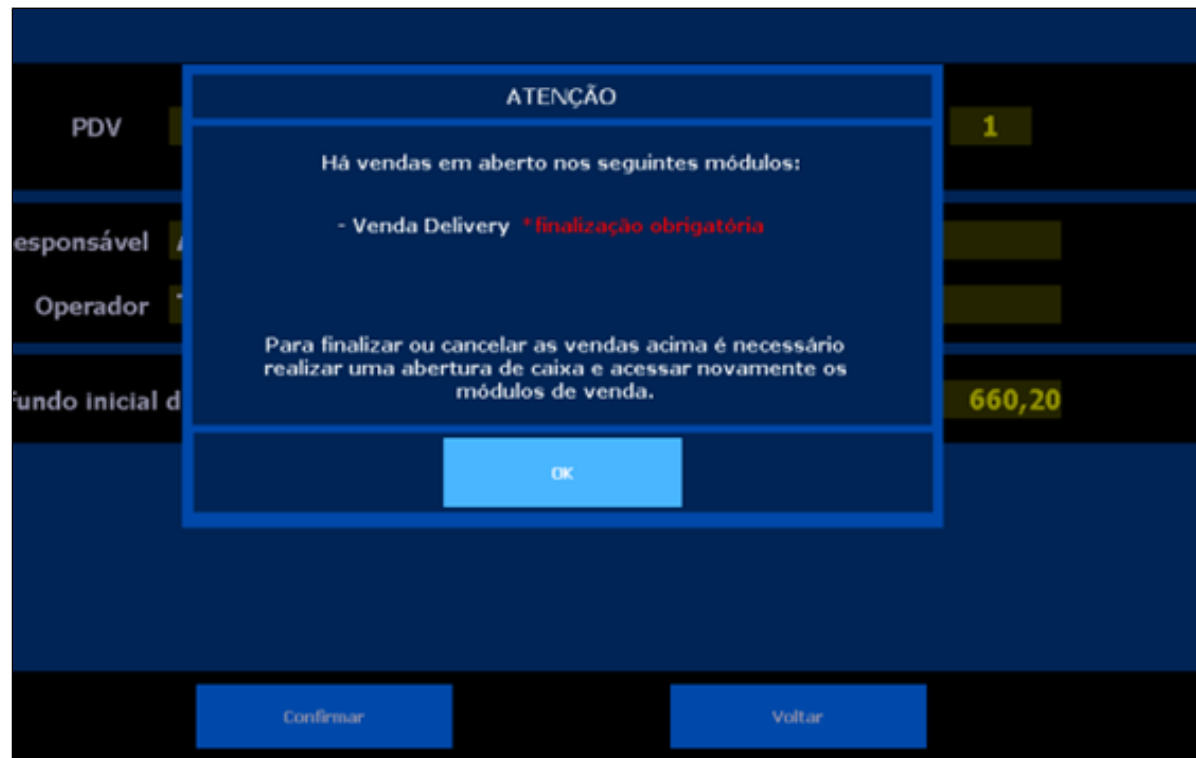 ATENÇÃO
PDV
1
Há vendas em aberto nos seguintes módulos:
- Venda Delivery *finalização obrigatória
esponsável
Operador
Para finalizar ou cancelar as vendas acima é necessário
realizar uma abertura de caixa e acessar novamente os
módulos de venda.
undo inicial d
660,20
OK
Confirmar
Voltar